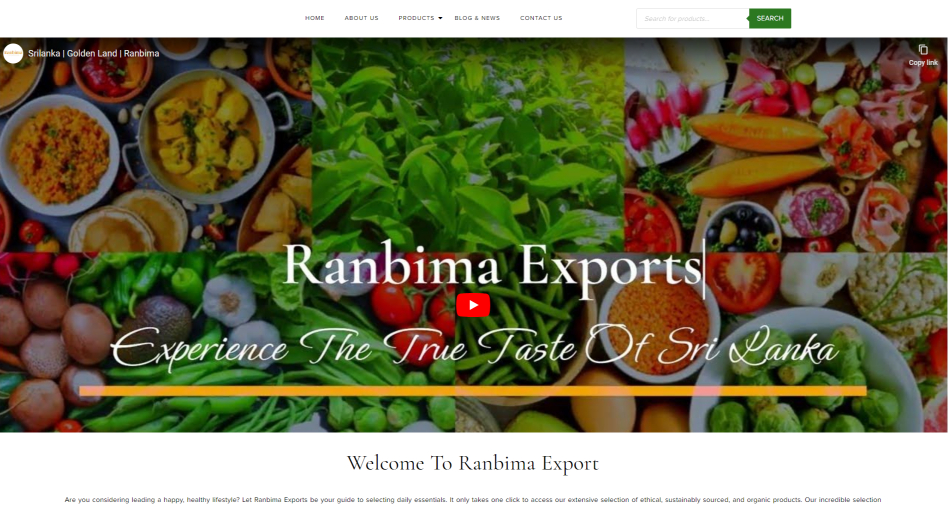 HOME ABOUT US PRODUCTS BLOG & NEWS CONTACT US Search for products... SEARCH
Srilanka | Golden Land | Ranbima
Copy link
Ranbima Exports
Experience The True Taste Of Sri Lanka
Welcome To Ranbima Export
Are you considering leading a happy, healthy lifestyle? Let Ranbima Exports be your guide to selecting daily essentials. It only takes one click to access our extensive selection of ethical, sustainably sourced, and organic products. Our incredible selection